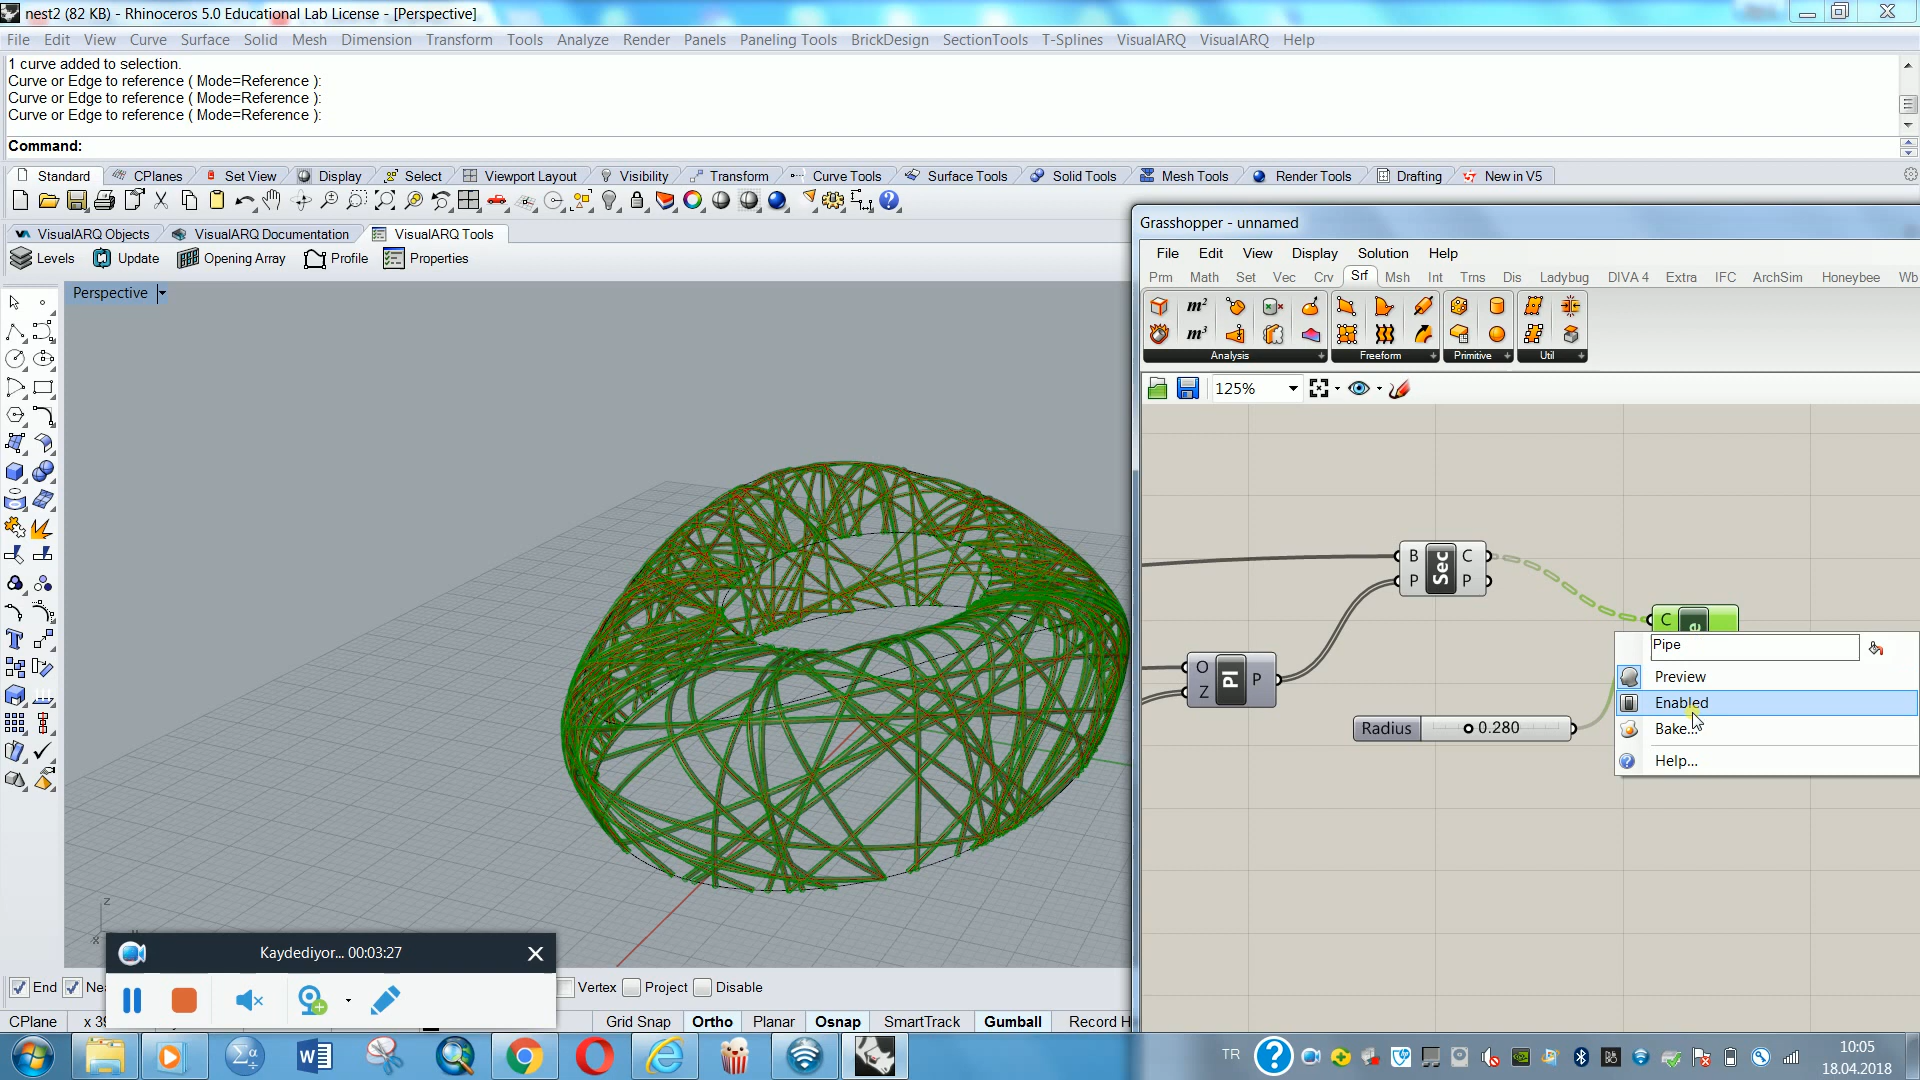 nest2 (82 KB) - Rhinoceros 5.0 Educational Lab License - [Perspective]
File Edit View Curve Surface Solid Mesh Dimension Transform Tools Analyze Render Panels Paneling Tools BrickDesign SectionTools T-Splines VisualARQ VisualARQ Help
1 curve added to selection.
Curve or Edge to reference ( Mode=Reference ):
Curve or Edge to reference ( Mode=Reference ):
Curve or Edge to reference ( Mode=Reference ):
Command:
Standard CPlanes Set View Display Select Viewport Layout Visibility Transform Curve Tools Surface Tools Solid Tools Mesh Tools Render Tools Drafting New in V5
VisualARQ Objects VisualARQ Documentation VisualARQ Tools
Levels Update Opening Array Profile Properties
Perspective
Grasshopper - unnamed
File Edit View Display Solution Help
Prm Math Set Vec Crv Srf Msh Int Trns Dis Ladybug DIVA 4 Extra IFC ArchSim Honeybee Wb
m² m³
Analysis Freeform Primitive Util
125%
B P Sec C P
C e
O Z Pl P
Radius 0.280
Pipe
Preview
Enabled
Bake...
Help...
z
x
Kaydediyor... 00:03:27
End Ne Vertex Project Disable
CPlane x 39 Grid Snap Ortho Planar Osnap SmartTrack Gumball Record H
TR
10:05
18.04.2018